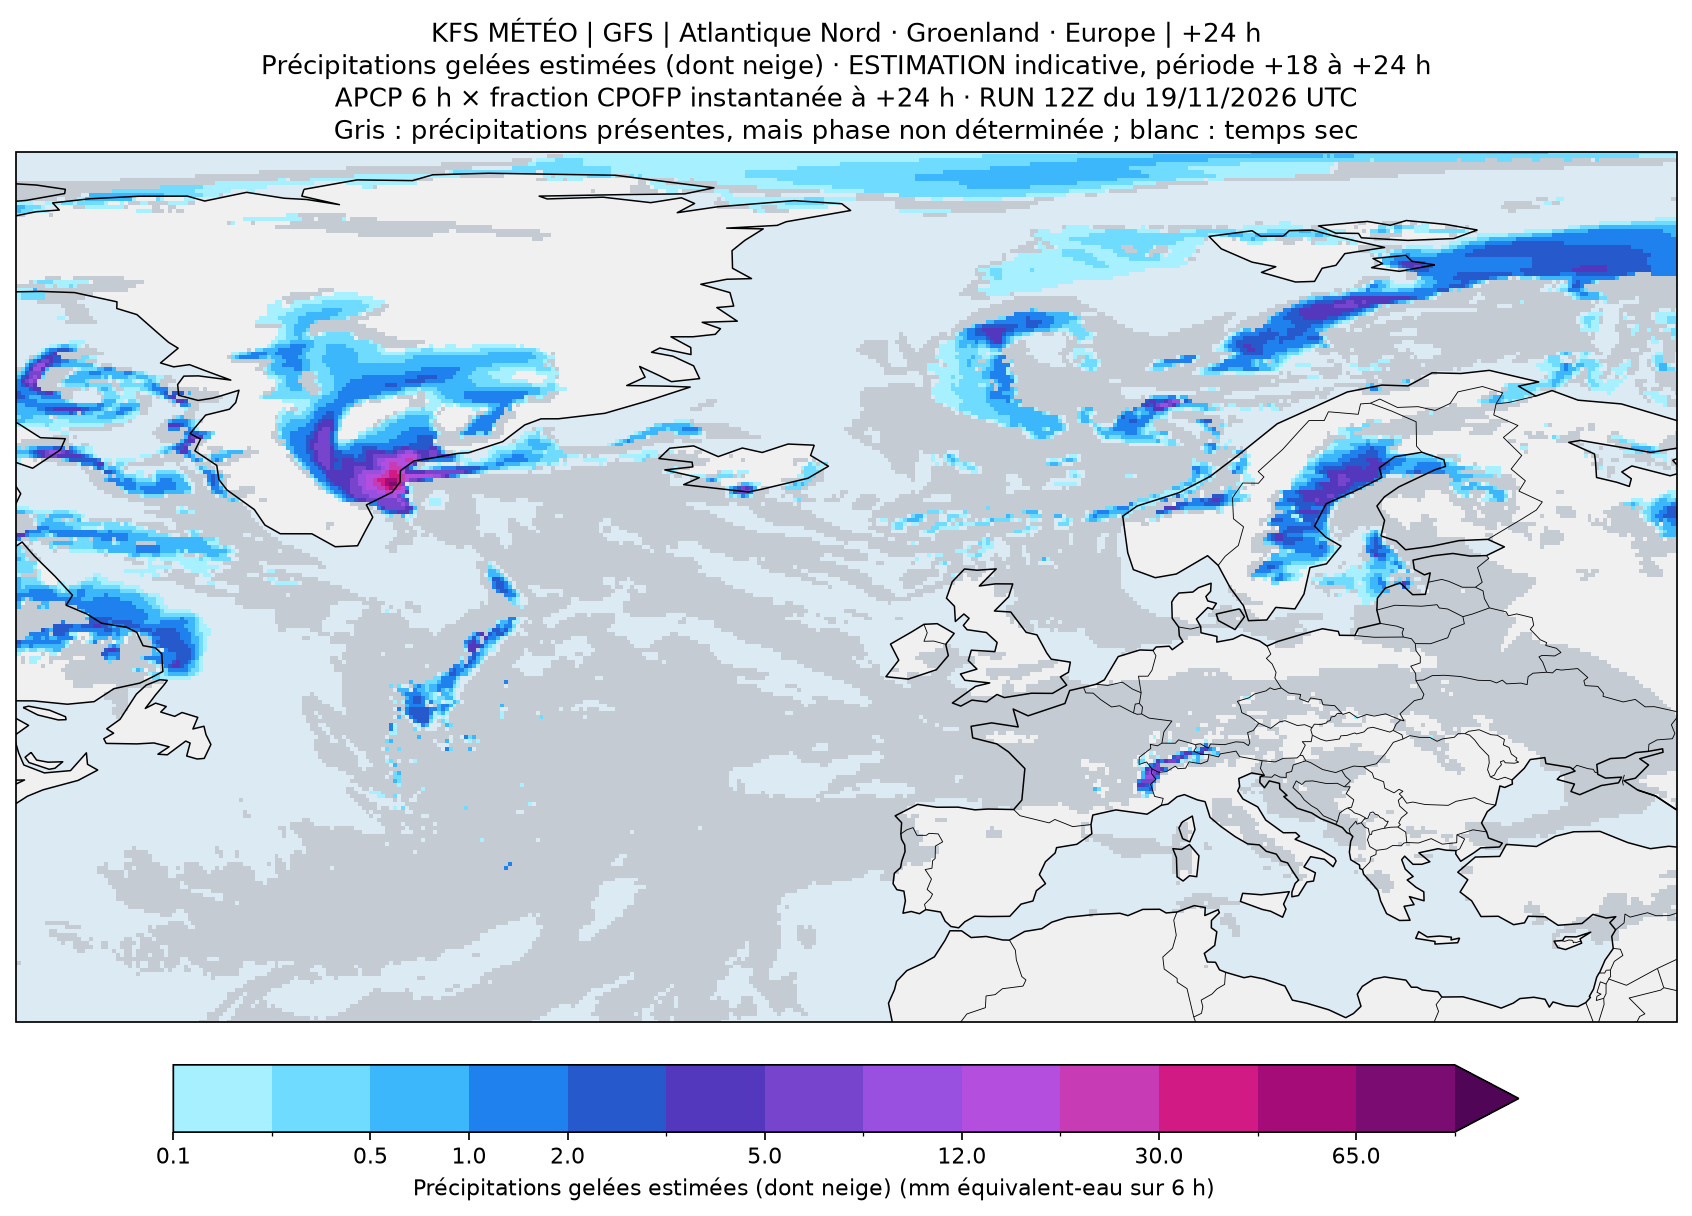 KFS MÉTÉO | GFS | Atlantique Nord · Groenland · Europe | +24 h
Précipitations gelées estimées (dont neige) · ESTIMATION indicative, période +18 à +24 h
APCP 6 h × fraction CPOFP instantanée à +24 h · RUN 12Z du 19/11/2026 UTC
Gris : précipitations présentes, mais phase non déterminée ; blanc : temps sec
0.1 0.5 1.0 2.0 5.0 12.0 30.0 65.0
Précipitations gelées estimées (dont neige) (mm équivalent-eau sur 6 h)